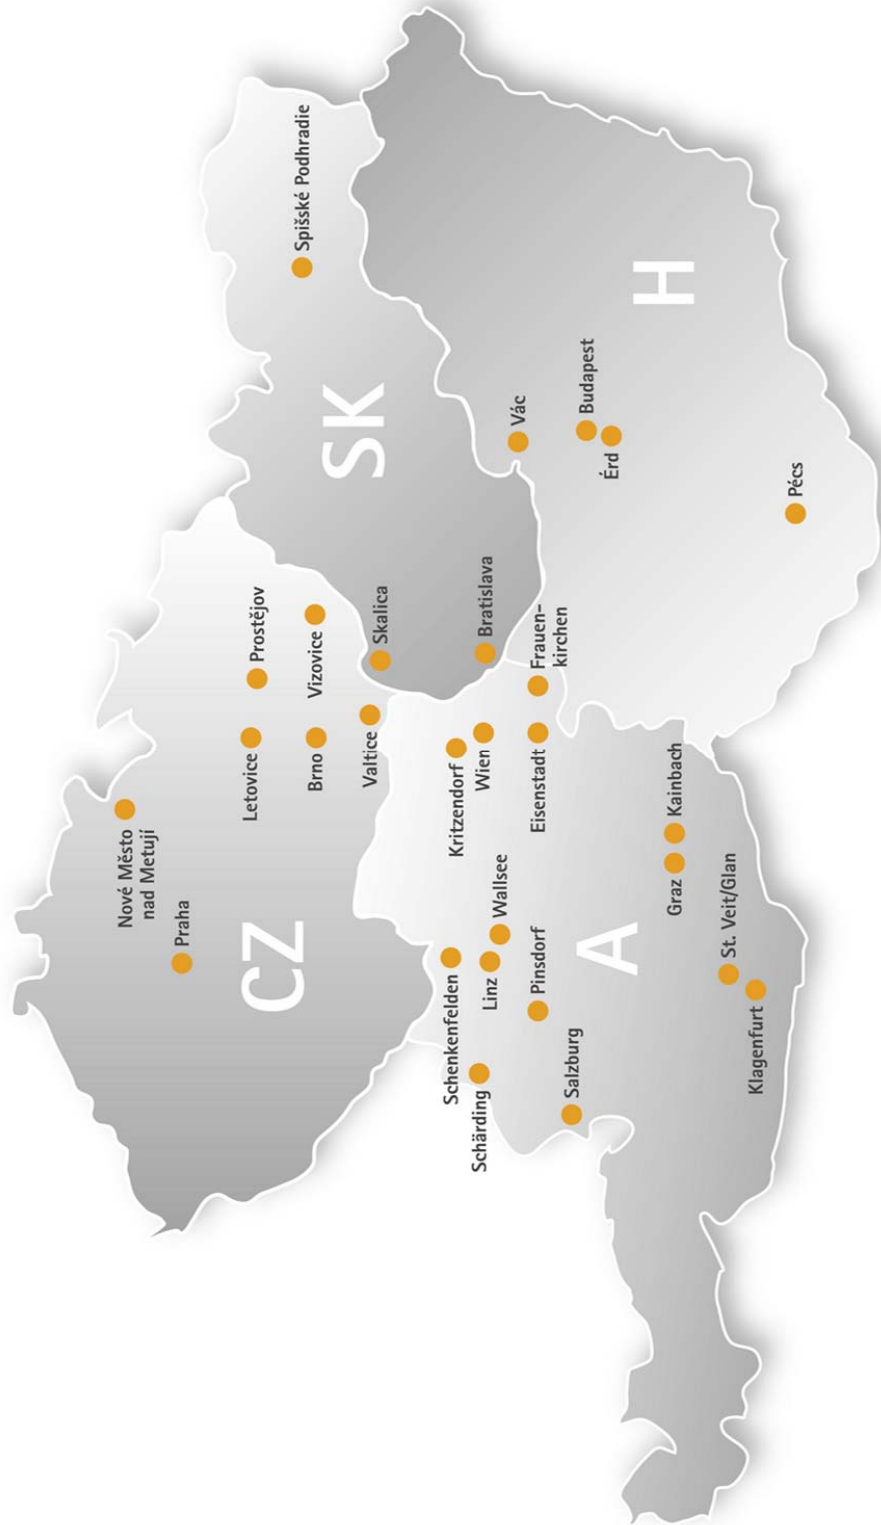 CZ
Praha
Nové Město
nad Metují
Letovice
Prostějov
Brno
Vizovice
Valtice
SK
Spišské Podhradie
Skalica
Bratislava
A
Schärding
Schenkenfelden
Linz
Wallsee
Kritzendorf
Wien
Salzburg
Pinsdorf
Eisenstadt
Frauen-
kirchen
Graz
Kainbach
St. Veit/Glan
Klagenfurt
H
Vác
Budapest
Érd
Pécs